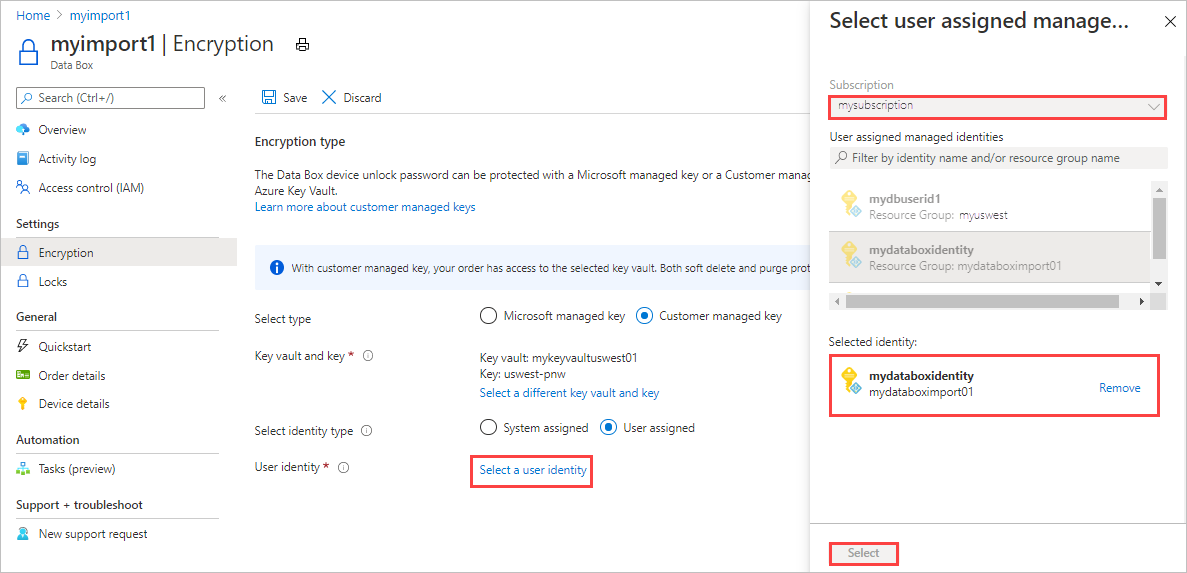 Home > myimport1
myimport1 | Encryption
Data Box
Search (Ctrl+/)
«
Overview
Activity log
Access control (IAM)
Settings
Encryption
Locks
General
Quickstart
Order details
Device details
Automation
Tasks (preview)
Support + troubleshoot
New support request
Save
Discard
Encryption type
The Data Box device unlock password can be protected with a Microsoft managed key or a Customer manag
Azure Key Vault.
Learn more about customer managed keys
With customer managed key, your order has access to the selected key vault. Both soft delete and purge prot
Select type
Microsoft managed key
Customer managed key
Key vault and key *
Key vault: mykeyvaultuswest01
Key: uswest-pnw
Select a different key vault and key
Select identity type
System assigned
User assigned
User identity *
Select a user identity
Select user assigned manage...
Subscription
mysubscription
User assigned managed identities
Filter by identity name and/or resource group name
mydbuserid1
Resource Group: myuswest
mydataboxidentity
Resource Group: mydataboximport01
Selected identity:
mydataboxidentity
mydataboximport01
Remove
Select